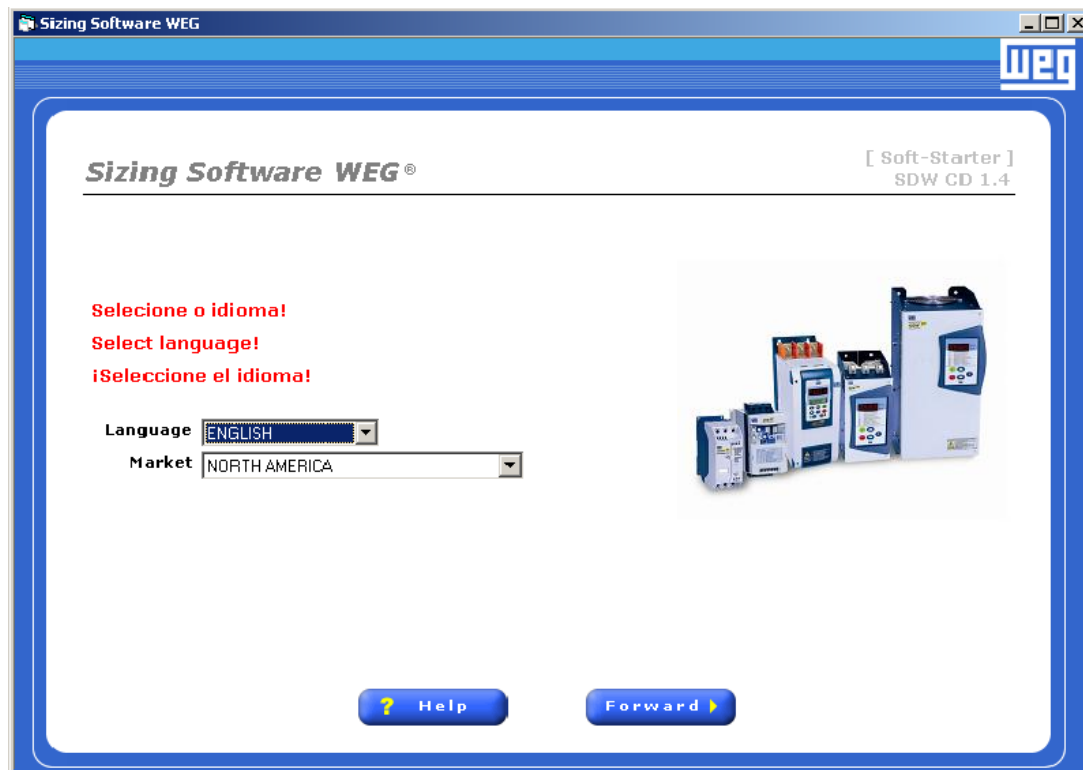 Sizing Software WEG
weg
Sizing Software WEG ®
[ Soft-Starter ]
SDW CD 1.4
Selecione o idioma!
Select language!
¡Seleccione el idioma!
Language ENGLISH
Market NORTH AMERICA
? Help
Forward